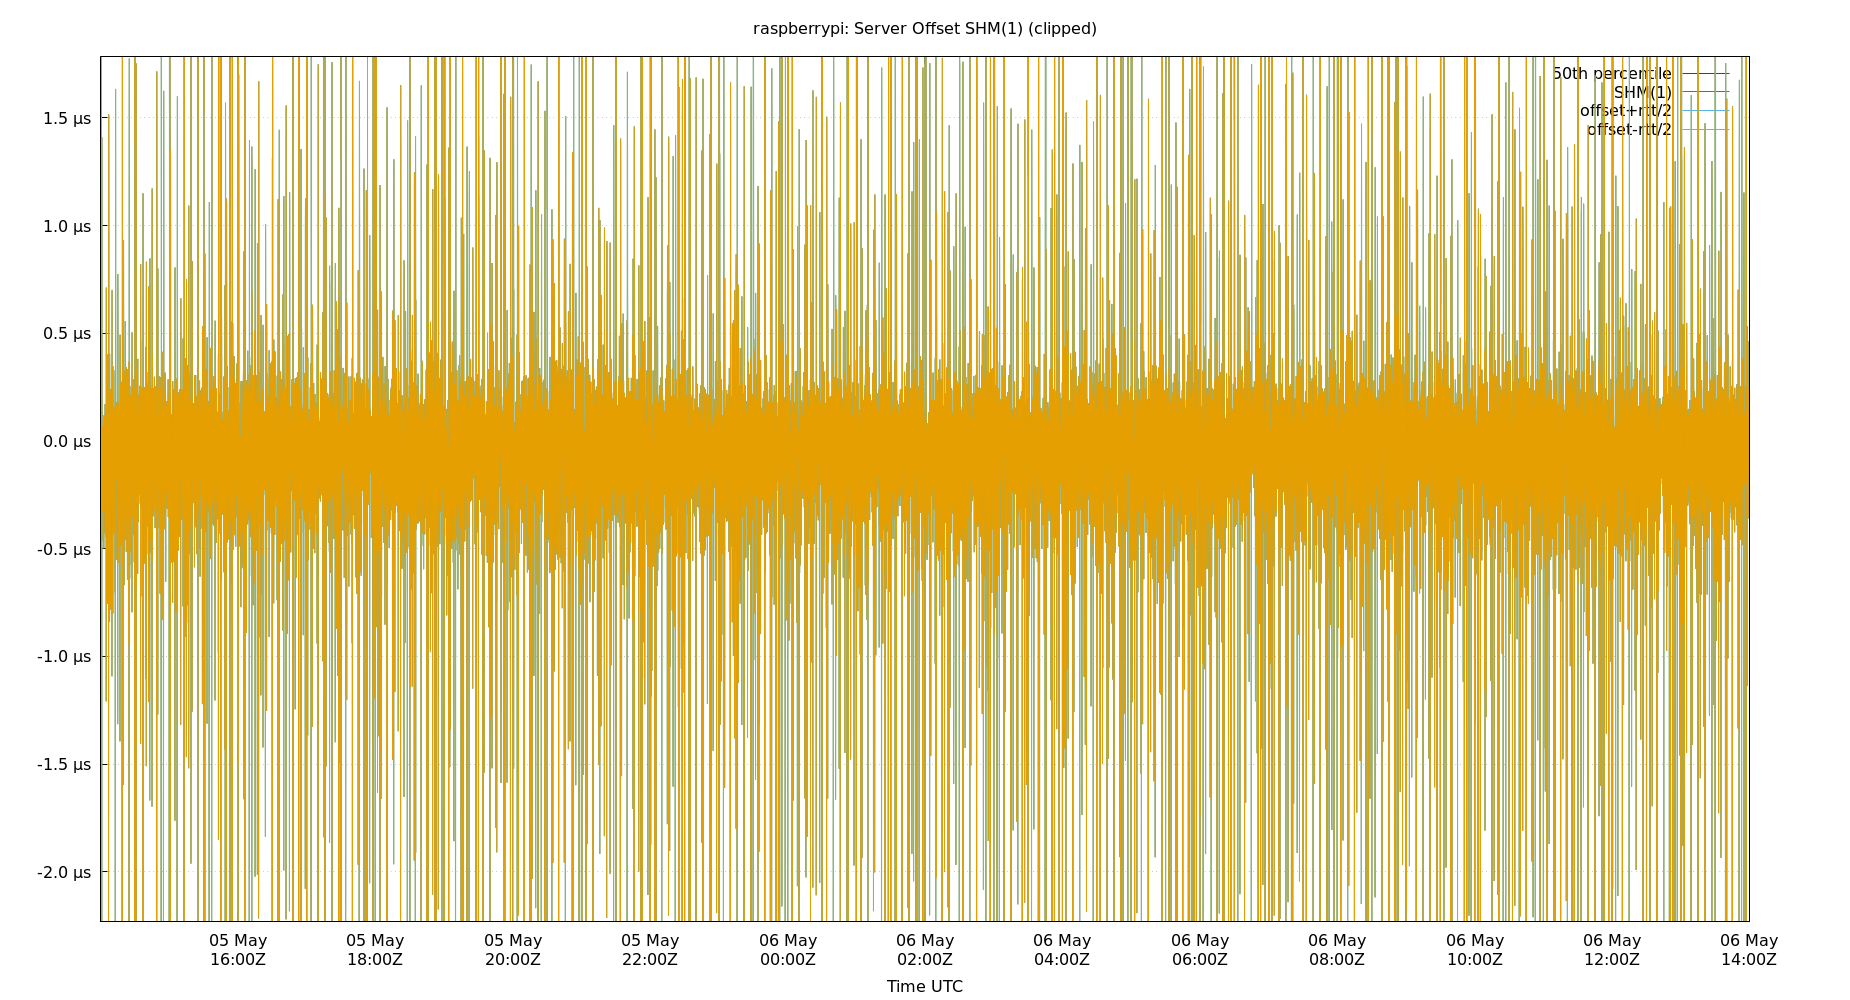 raspberrypi: Server Offset SHM(1) (clipped)
50th percentile
SHM(1)
offset+rtt/2
offset-rtt/2
1.5 µs
1.0 µs
0.5 µs
0.0 µs
-0.5 µs
-1.0 µs
-1.5 µs
-2.0 µs
05 May 05 May 05 May 05 May 06 May 06 May 06 May 06 May 06 May 06 May 06 May 06 May
16:00Z 18:00Z 20:00Z 22:00Z 00:00Z 02:00Z 04:00Z 06:00Z 08:00Z 10:00Z 12:00Z 14:00Z
Time UTC